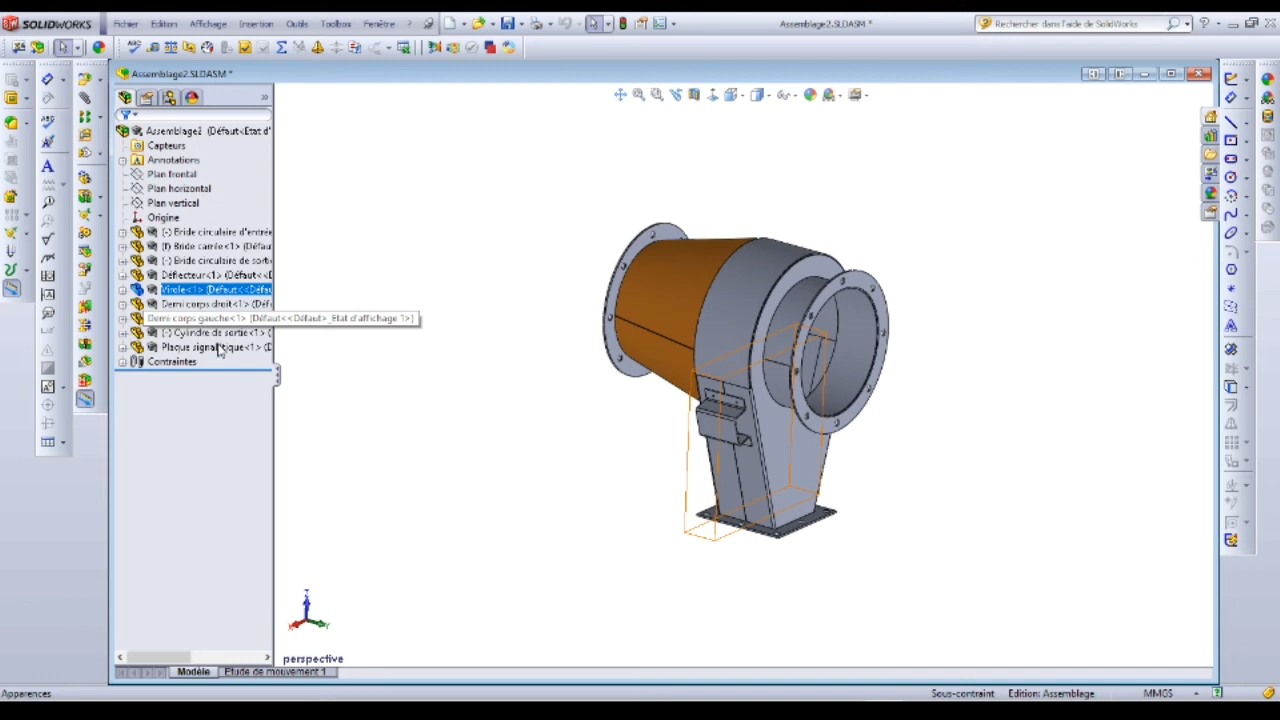 SOLIDWORKS Fichier Edition Affichage Insertion Outils Toolbox Fenêtre ? Assemblage2.SLDASM * Rechercher dans l'aide de SolidWorks
Assemblage2.SLDASM *
Assemblage2 (Défaut<Etat d'
Capteurs
Annotations
Plan frontal
Plan horizontal
Plan vertical
Origine
(-) Bride circulaire d'entrée
(f) Bride carrée<1> (Défau
(-) Bride circulaire de sorti
Déflecteur<1> (Défaut<<D
Virole<1> (Défaut<<Défau
Demi corps droit<1> (Défa
Demi corps gauche<1> (Défaut<<Défaut>_Etat d'affichage 1>)
(-) Cylindre de sortie<1> (
Plaque signalétique<1> (D
Contraintes
Z
X
Y
perspective
Modèle Etude de mouvement 1
Apparences Sous-contraint Edition: Assemblage MMGS